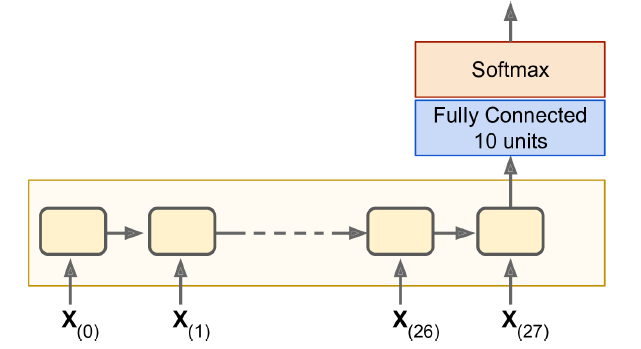 Softmax
Fully Connected
10 units
X(0) X(1) X(26) X(27)